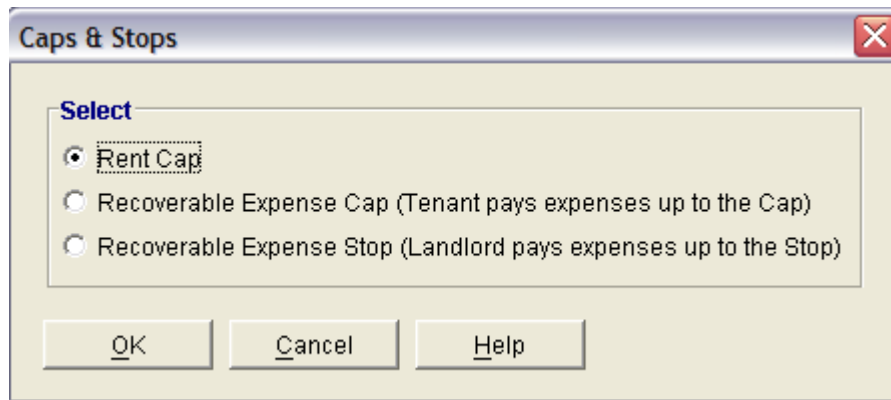 Caps & Stops
Select
Rent Cap
Recoverable Expense Cap (Tenant pays expenses up to the Cap)
Recoverable Expense Stop (Landlord pays expenses up to the Stop)
OK Cancel Help